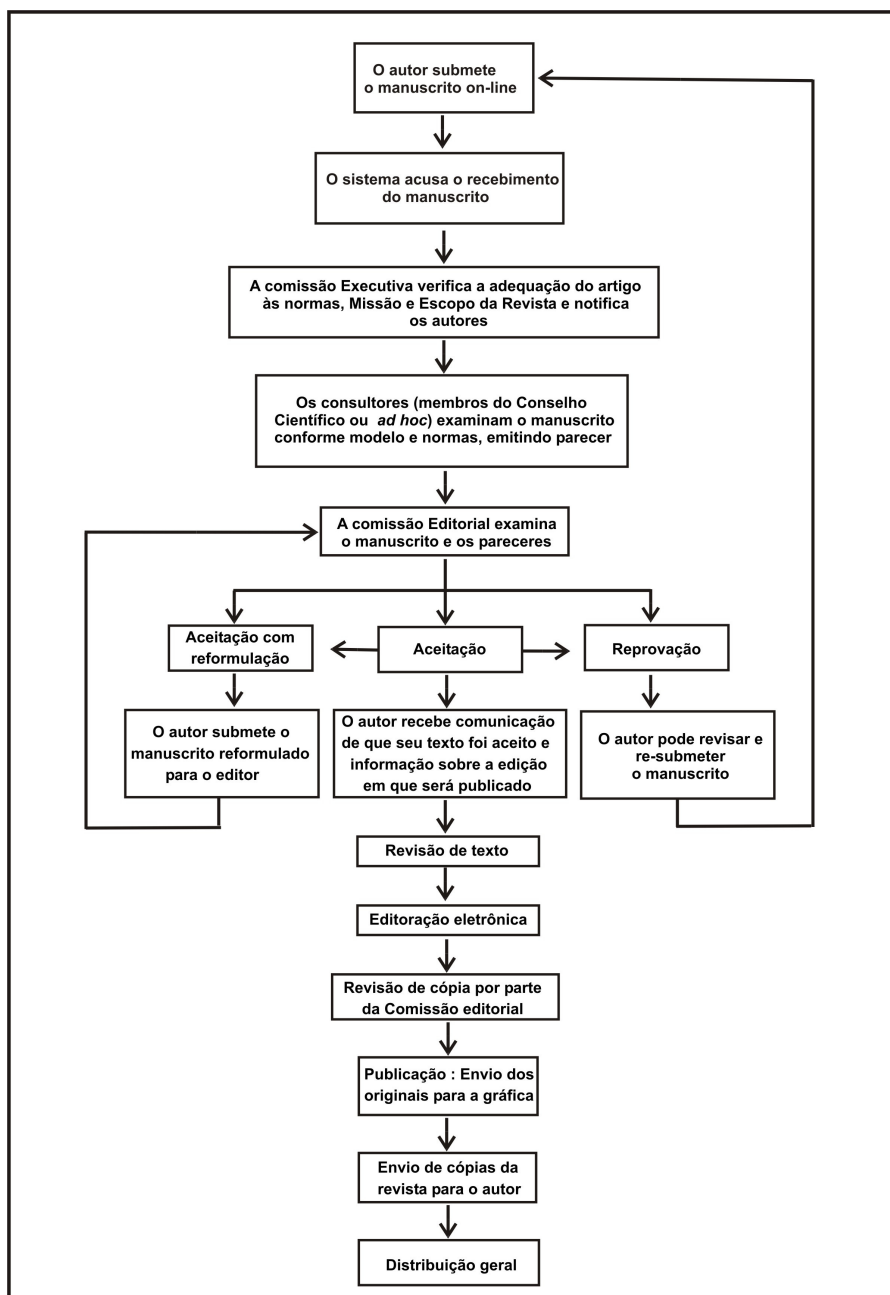 O autor submete
o manuscrito on-line
O sistema acusa o recebimento
do manuscrito
A comissão Executiva verifica a adequação do artigo
às normas, Missão e Escopo da Revista e notifica
os autores
Os consultores (membros do Conselho
Científico ou ad hoc) examinam o manuscrito
conforme modelo e normas, emitindo parecer
A comissão Editorial examina
o manuscrito e os pareceres
Aceitação com
reformulação
Aceitação
Reprovação
O autor submete o
manuscrito reformulado
para o editor
O autor recebe comunicação
de que seu texto foi aceito e
informação sobre a edição
em que será publicado
O autor pode revisar e
re-submeter
o manuscrito
Revisão de texto
Editoração eletrônica
Revisão de cópia por parte
da Comissão editorial
Publicação : Envio dos
originais para a gráfica
Envio de cópias da
revista para o autor
Distribuição geral